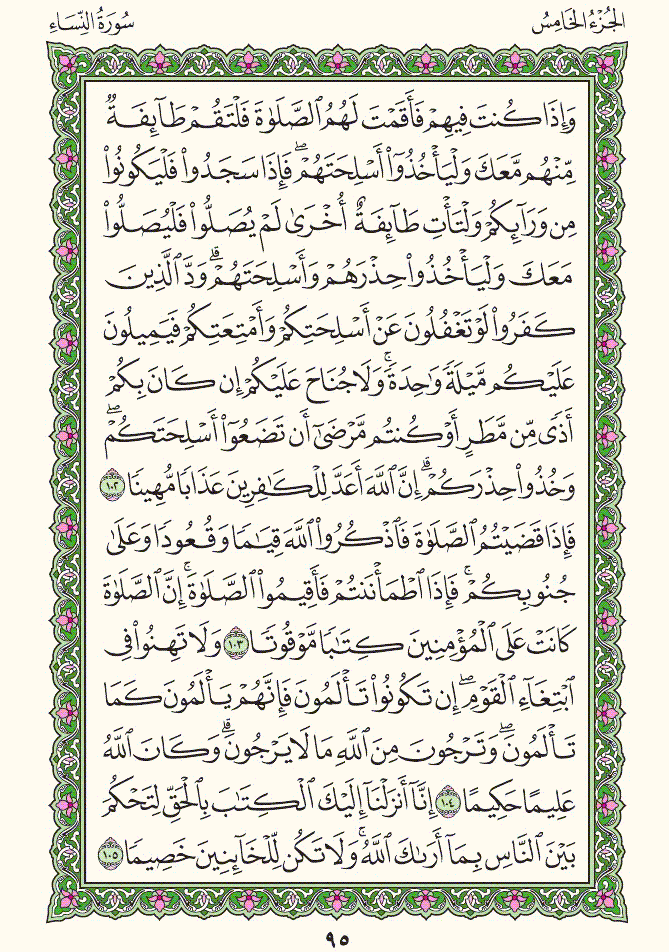 الجُزْءُ الخَامِسُ
سُورَةُ النِّسَاءِ
وَإِذَا كُنتَ فِيهِمْ فَأَقَمْتَ لَهُمُ ٱلصَّلَوٰةَ فَلْتَقُمْ طَآئِفَةٌ
مِّنْهُم مَّعَكَ وَلْيَأْخُذُوٓا۟ أَسْلِحَتَهُمْ ۖ فَإِذَا سَجَدُوا۟ فَلْيَكُونُوا۟
مِن وَرَآئِكُمْ وَلْتَأْتِ طَآئِفَةٌ أُخْرَىٰ لَمْ يُصَلُّوا۟ فَلْيُصَلُّوا۟
مَعَكَ وَلْيَأْخُذُوا۟ حِذْرَهُمْ وَأَسْلِحَتَهُمْ ۗ وَدَّ ٱلَّذِينَ
كَفَرُوا۟ لَوْ تَغْفُلُونَ عَنْ أَسْلِحَتِكُمْ وَأَمْتِعَتِكُمْ فَيَمِيلُونَ
عَلَيْكُم مَّيْلَةً وَٰحِدَةً ۚ وَلَا جُنَاحَ عَلَيْكُمْ إِن كَانَ بِكُمْ
أَذًى مِّن مَّطَرٍ أَوْ كُنتُم مَّرْضَىٰٓ أَن تَضَعُوٓا۟ أَسْلِحَتَكُمْ ۖ
وَخُذُوا۟ حِذْرَكُمْ ۗ إِنَّ ٱللَّهَ أَعَدَّ لِلْكَٰفِرِينَ عَذَابًا مُّهِينًا ١٠٢
فَإِذَا قَضَيْتُمُ ٱلصَّلَوٰةَ فَٱذْكُرُوا۟ ٱللَّهَ قِيَٰمًا وَقُعُودًا وَعَلَىٰ
جُنُوبِكُمْ ۚ فَإِذَا ٱطْمَأْنَنتُمْ فَأَقِيمُوا۟ ٱلصَّلَوٰةَ ۚ إِنَّ ٱلصَّلَوٰةَ
كَانَتْ عَلَى ٱلْمُؤْمِنِينَ كِتَٰبًا مَّوْقُوتًا ١٠٣ وَلَا تَهِنُوا۟ فِى
ٱبْتِغَآءِ ٱلْقَوْمِ ۖ إِن تَكُونُوا۟ تَأْلَمُونَ فَإِنَّهُمْ يَأْلَمُونَ كَمَا
تَأْلَمُونَ ۖ وَتَرْجُونَ مِنَ ٱللَّهِ مَا لَا يَرْجُونَ ۗ وَكَانَ ٱللَّهُ
عَلِيمًا حَكِيمًا ١٠٤ إِنَّآ أَنزَلْنَآ إِلَيْكَ ٱلْكِتَٰبَ بِٱلْحَقِّ لِتَحْكُمَ
بَيْنَ ٱلنَّاسِ بِمَآ أَرَىٰكَ ٱللَّهُ ۚ وَلَا تَكُن لِّلْخَآئِنِينَ خَصِيمًا ١٠٥
٩٥